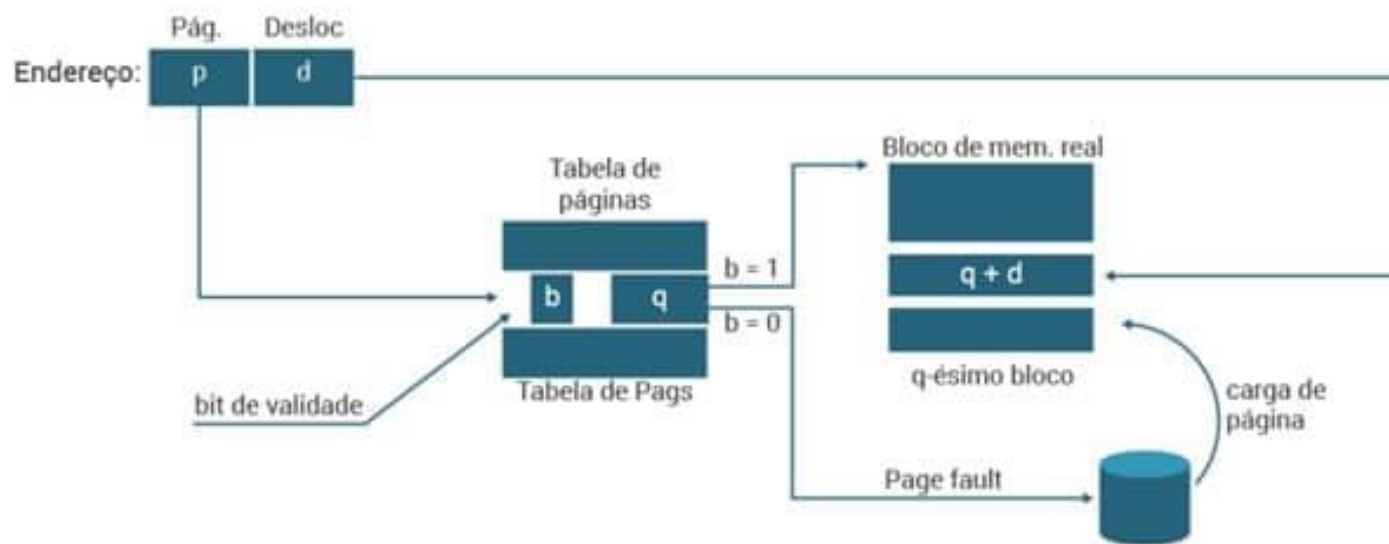 Pág. Desloc
Endereço: p d
Bloco de mem. real
Tabela de
páginas
b = 1
b q
q + d
b = 0
Tabela de Pags
q-ésimo bloco
bit de validade
carga de
página
Page fault